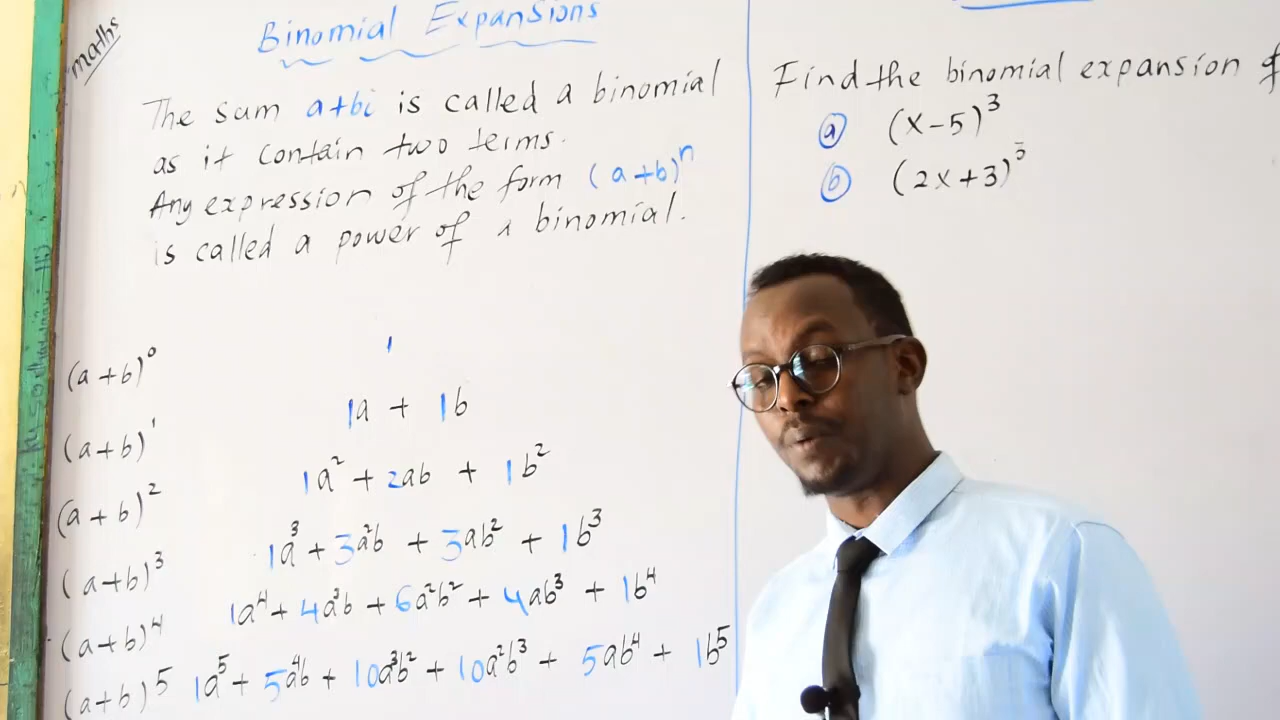 maths
Binomial Expansions
The sum a+bi is called a binomial
as it contain two terms.
Any expression of the form (a+b)ⁿ
is called a power of a binomial.
(a+b)⁰ 1
(a+b)¹ 1a + 1b
(a+b)² 1a² + 2ab + 1b²
(a+b)³ 1a³ + 3a²b + 3ab² + 1b³
(a+b)⁴ 1a⁴ + 4a³b + 6a²b² + 4ab³ + 1b⁴
(a+b)⁵ 1a⁵ + 5a⁴b + 10a³b² + 10a²b³ + 5ab⁴ + 1b⁵
Find the binomial expansion of
ⓐ (x-5)³
ⓑ (2x+3)⁵